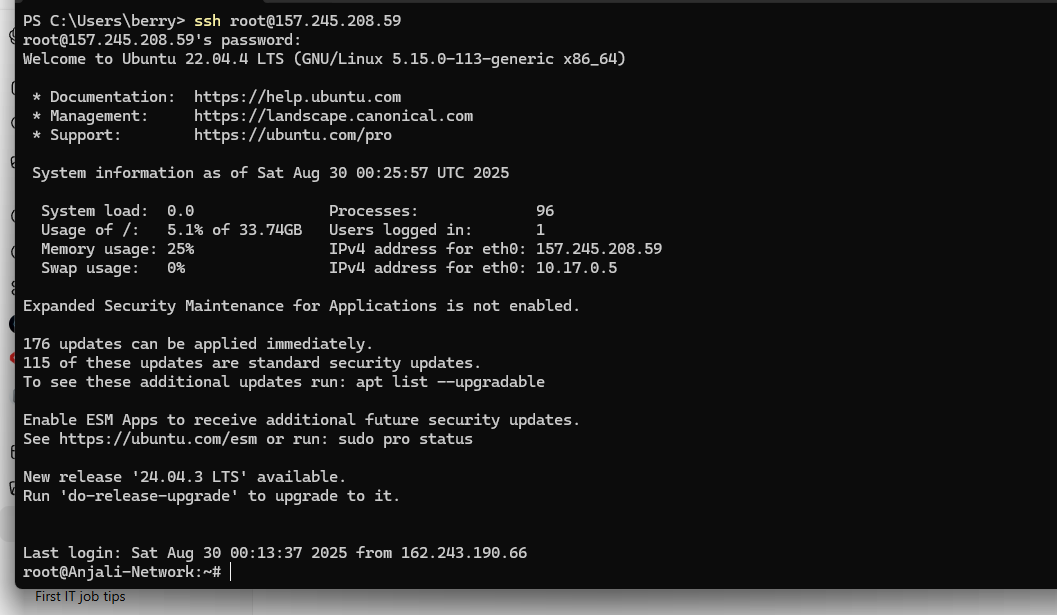 PS C:\Users\berry> ssh root@157.245.208.59
root@157.245.208.59's password:
Welcome to Ubuntu 22.04.4 LTS (GNU/Linux 5.15.0-113-generic x86_64)
* Documentation:  https://help.ubuntu.com
* Management:     https://landscape.canonical.com
* Support:        https://ubuntu.com/pro
System information as of Sat Aug 30 00:25:57 UTC 2025
System load:  0.0               Processes:             96
Usage of /:   5.1% of 33.74GB   Users logged in:       1
Memory usage: 25%               IPv4 address for eth0: 157.245.208.59
Swap usage:   0%                IPv4 address for eth0: 10.17.0.5
Expanded Security Maintenance for Applications is not enabled.
176 updates can be applied immediately.
115 of these updates are standard security updates.
To see these additional updates run: apt list --upgradable
Enable ESM Apps to receive additional future security updates.
See https://ubuntu.com/esm or run: sudo pro status
New release '24.04.3 LTS' available.
Run 'do-release-upgrade' to upgrade to it.
Last login: Sat Aug 30 00:13:37 2025 from 162.243.190.66
root@Anjali-Network:~#
First IT job tips